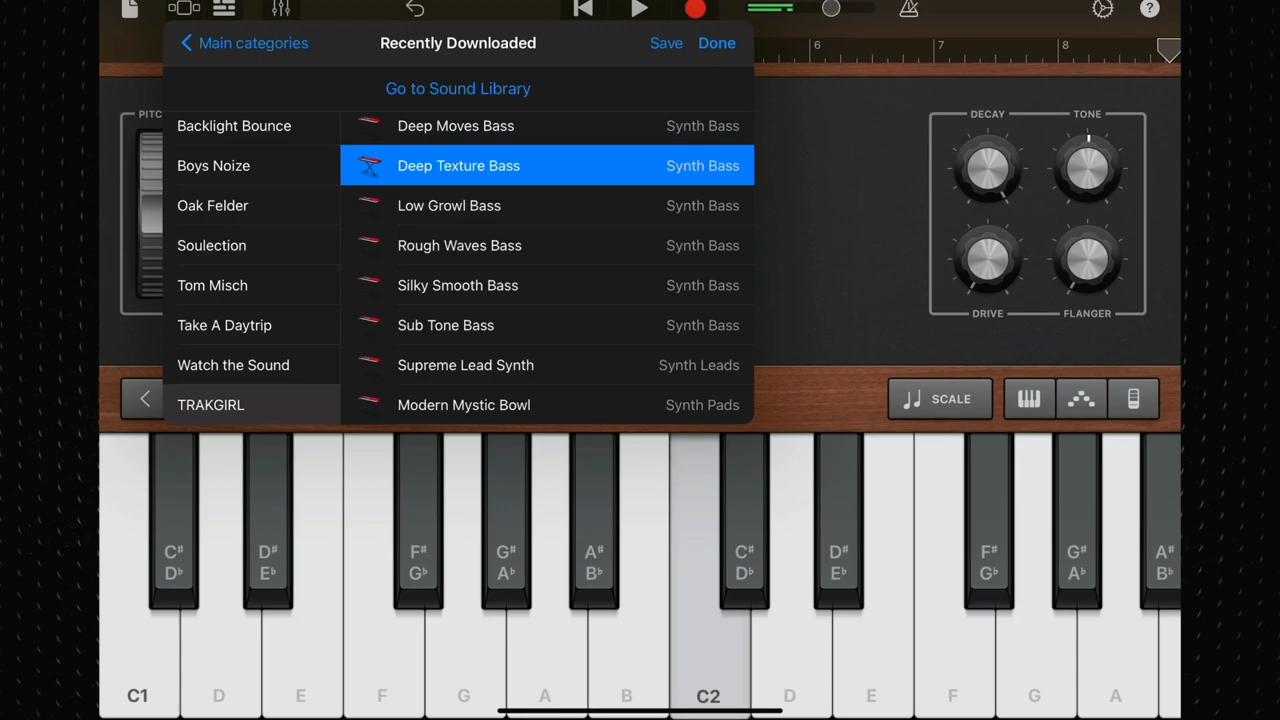 ?
Main categories Recently Downloaded Save Done
6 7 8
Go to Sound Library
PITC
DECAY TONE
Backlight Bounce Deep Moves Bass Synth Bass
Boys Noize Deep Texture Bass Synth Bass
Oak Felder Low Growl Bass Synth Bass
Soulection Rough Waves Bass Synth Bass
Tom Misch Silky Smooth Bass Synth Bass
DRIVE FLANGER
Take A Daytrip Sub Tone Bass Synth Bass
Watch the Sound Supreme Lead Synth Synth Leads
TRAKGIRL Modern Mystic Bowl Synth Pads
SCALE
C♯ D♯ F♯ G♯ A♯ C♯ D♯ F♯ G♯ A♯
D♭ E♭ G♭ A♭ B♭ D♭ E♭ G♭ A♭ B♭
C1 D E F G A B C2 D E F G A